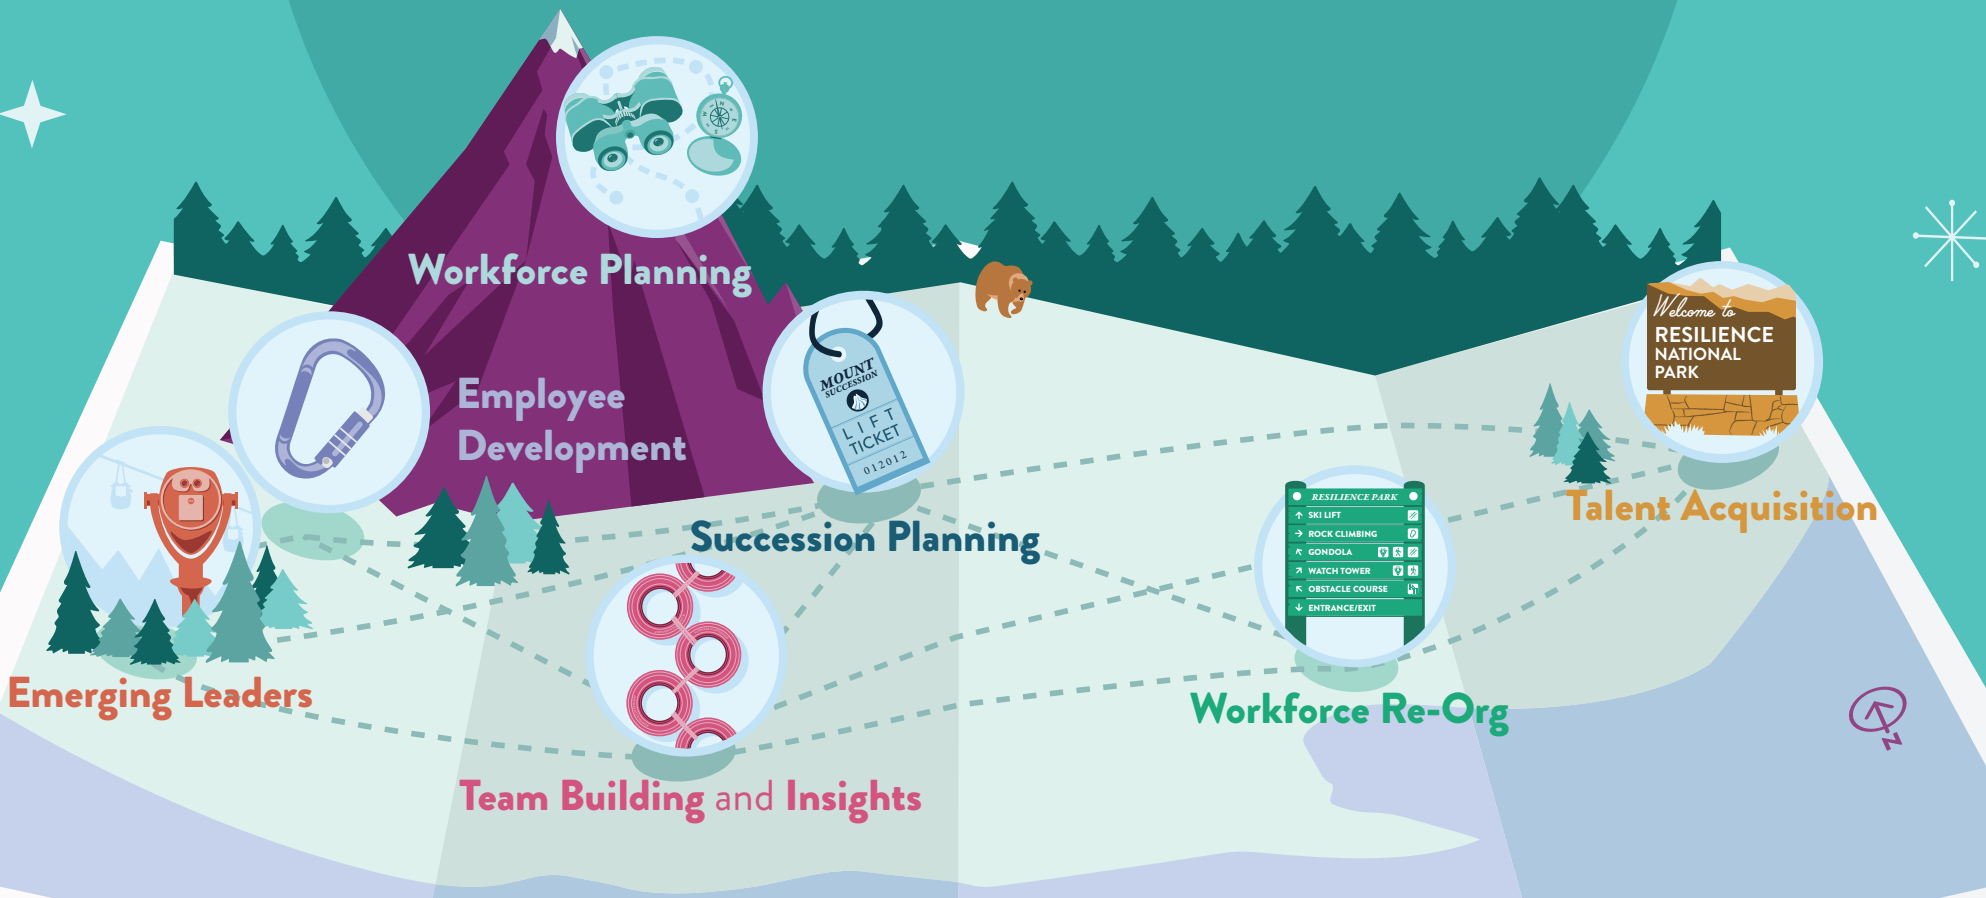 Workforce Planning
Employee
Development
MOUNT
SUCCESSION
LIFT
TICKET
012012
Welcome to
RESILIENCE
NATIONAL
PARK
Talent Acquisition
Succession Planning
RESILIENCE PARK
SKI LIFT
ROCK CLIMBING
GONDOLA
WATCH TOWER
OBSTACLE COURSE
ENTRANCE/EXIT
Emerging Leaders
Workforce Re-Org
Team Building and Insights
N